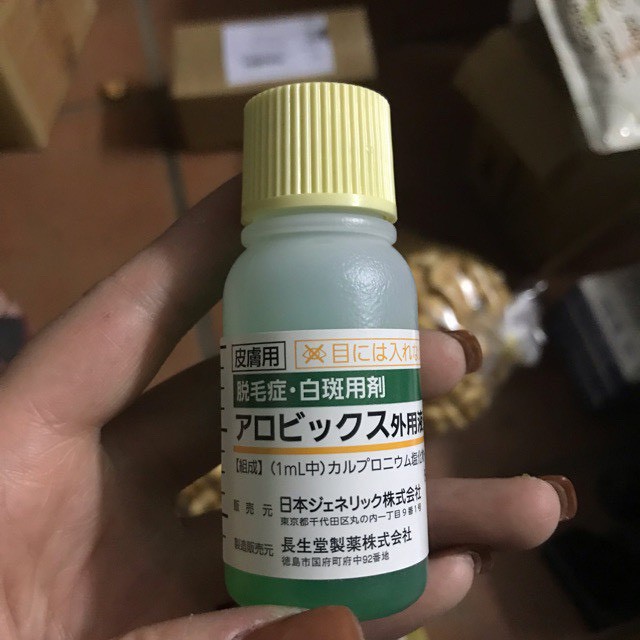 皮膚用
目には入れな
脱毛症・白斑用剤
アロビックス外用液
【組成】(1mL中)カルプロニウム塩化物
販売元 日本ジェネリック株式会社
東京都千代田区丸の内一丁目9番1号
製造販売元 長生堂製薬株式会社
徳島市国府町府中92番地